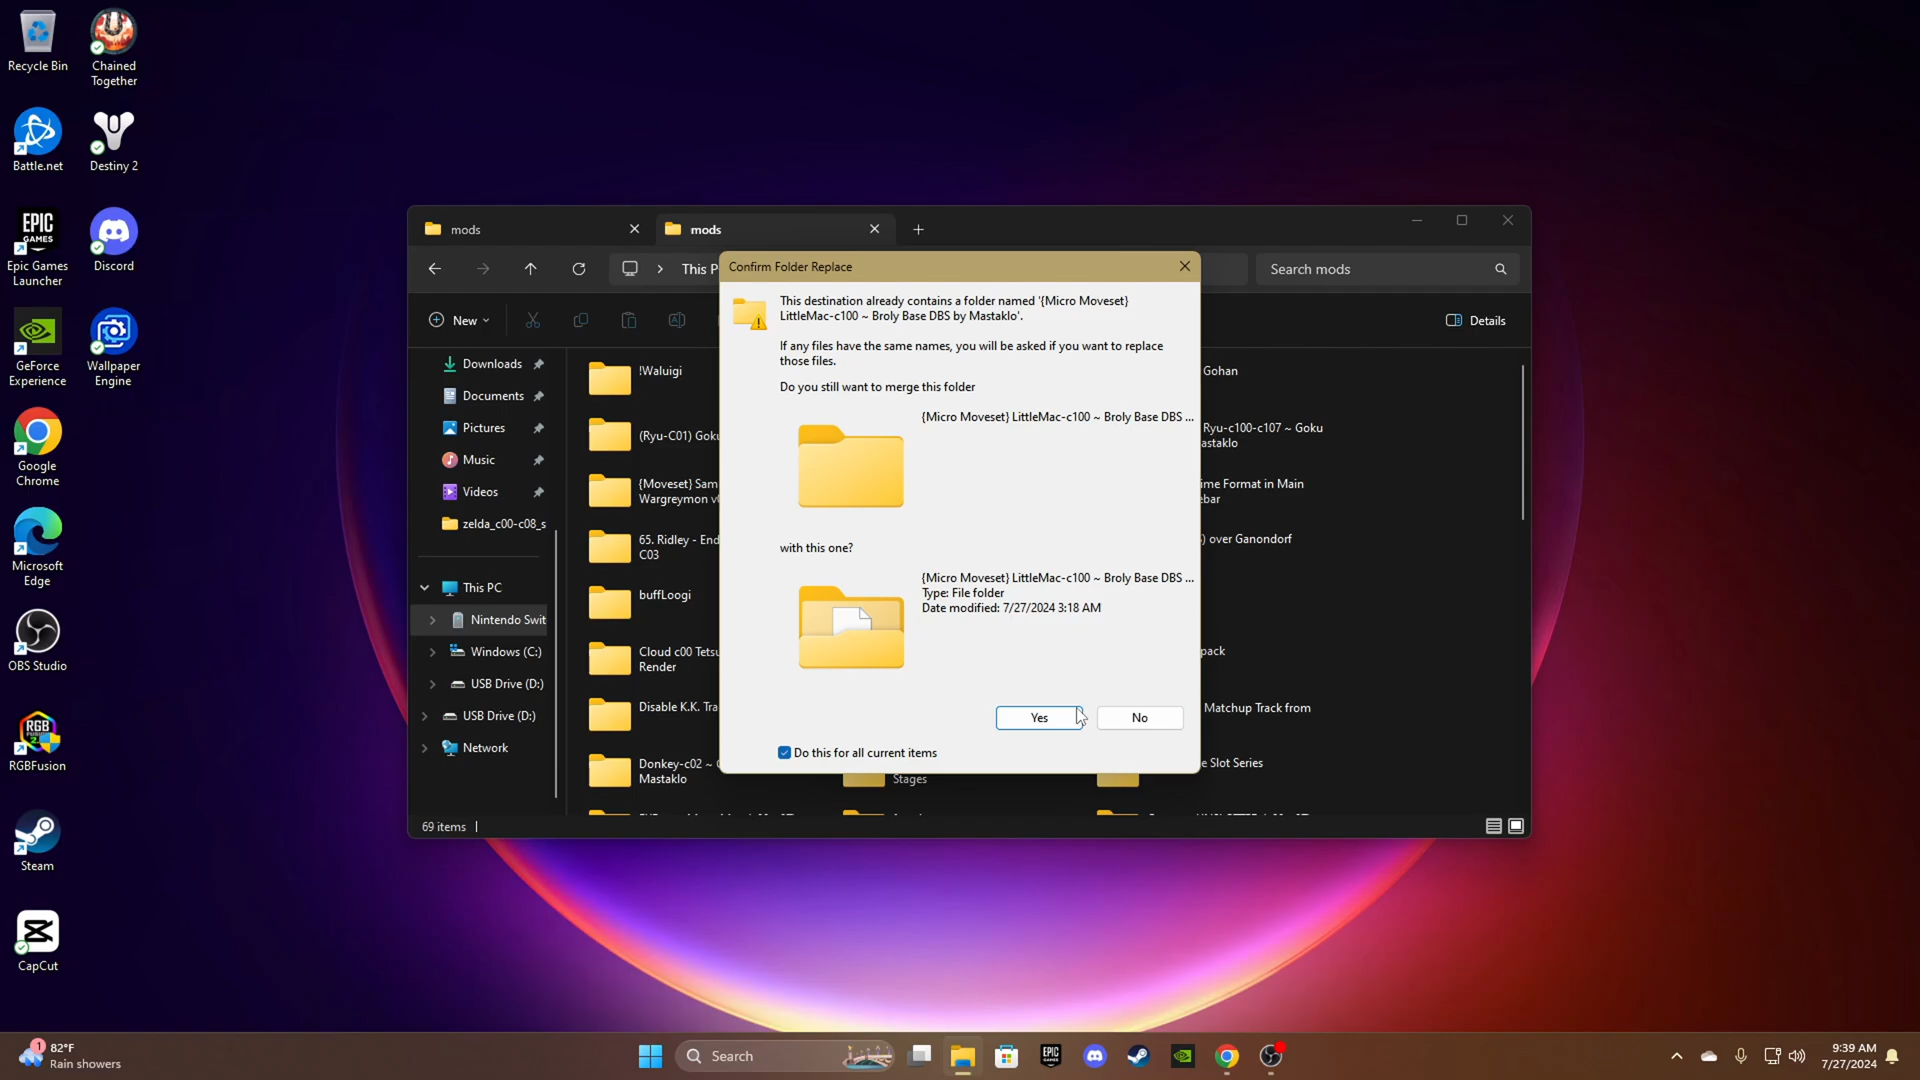 Recycle Bin
Chained
Together
Battle.net
Destiny 2
EPIC
GAMES
Epic Games
Launcher
Discord
GeForce
Experience
Wallpaper
Engine
Google
Chrome
Microsoft
Edge
OBS Studio
RGB
RGBFusion
Steam
CapCut
mods
mods
This P
Search mods
New
Details
Downloads
Documents
Pictures
Music
Videos
zelda_c00-c08_s
This PC
Nintendo Swit
Windows (C:)
USB Drive (D:)
USB Drive (D:)
Network
!Waluigi
(Ryu-C01) Goku
{Moveset} Sam
Wargreymon v
65. Ridley - End
C03
buffLoogi
Cloud c00 Tetsu
Render
Disable K.K. Tra
Donkey-c02 ~
Mastaklo
Stages
Gohan
Ryu-c100-c107 ~ Goku
astaklo
ime Format in Main
ebar
) over Ganondorf
pack
Matchup Track from
e Slot Series
69 items
Confirm Folder Replace
This destination already contains a folder named '{Micro Moveset}
LittleMac-c100 ~ Broly Base DBS by Mastaklo'.
If any files have the same names, you will be asked if you want to replace
those files.
Do you still want to merge this folder
{Micro Moveset} LittleMac-c100 ~ Broly Base DBS ...
with this one?
{Micro Moveset} LittleMac-c100 ~ Broly Base DBS ...
Type: File folder
Date modified: 7/27/2024 3:18 AM
Yes
No
Do this for all current items
1
82°F
Rain showers
Search
EPIC
9:39 AM
7/27/2024